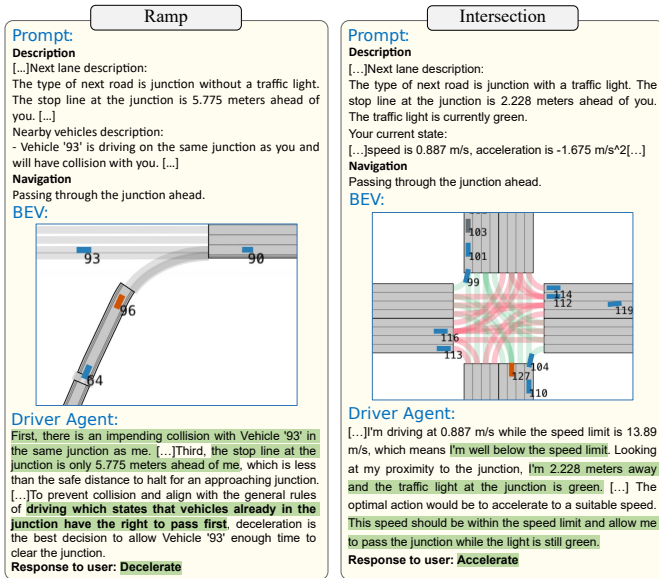 Ramp
Prompt:
Description
[...]Next lane description:
The type of next road is junction without a traffic light.
The stop line at the junction is 5.775 meters ahead of
you. [...]
Nearby vehicles description:
- Vehicle '93' is driving on the same junction as you and
will have collision with you. [...]
Navigation
Passing through the junction ahead.
BEV:
93
90
96
64
Driver Agent:
First, there is an impending collision with Vehicle '93' in
the same junction as me. [...]Third, the stop line at the
junction is only 5.775 meters ahead of me, which is less
than the safe distance to halt for an approaching junction.
[...]To prevent collision and align with the general rules
of driving which states that vehicles already in the
junction have the right to pass first, deceleration is
the best decision to allow Vehicle '93' enough time to
clear the junction.
Response to user: Decelerate
Intersection
Prompt:
Description
[...]Next lane description:
The type of next road is junction with a traffic light. The
stop line at the junction is 2.228 meters ahead of you.
The traffic light is currently green.
Your current state:
[...]speed is 0.887 m/s, acceleration is -1.675 m/s^2[...]
Navigation
Passing through the junction ahead.
BEV:
103
101
99
114
112
119
116
113
104
127
110
Driver Agent:
[...]I'm driving at 0.887 m/s while the speed limit is 13.89
m/s, which means I'm well below the speed limit. Looking
at my proximity to the junction, I'm 2.228 meters away
and the traffic light at the junction is green. [...] The
optimal action would be to accelerate to a suitable speed.
This speed should be within the speed limit and allow me
to pass the junction while the light is still green.
Response to user: Accelerate